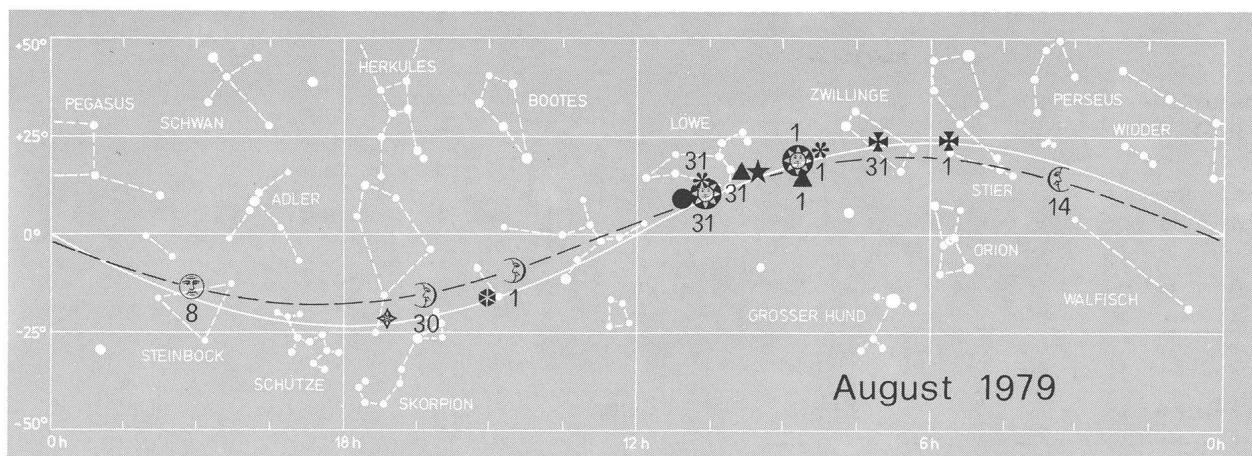 +50°
HERKULES
PEGASUS
SCHWAN
BOOTES
LÖWE
ZWILLINGE
PERSEUS
WIDDER
+25°
1
31
1
31
1
ADLER
31
1
STIER
14
31
0°
ORION
8
30
1
WALFISCH
GROSSER HUND
-25°
STEINBOCK
SCHÜTZE
SKORPION
August 1979
-50°
0h
18h
12h
6h
0h